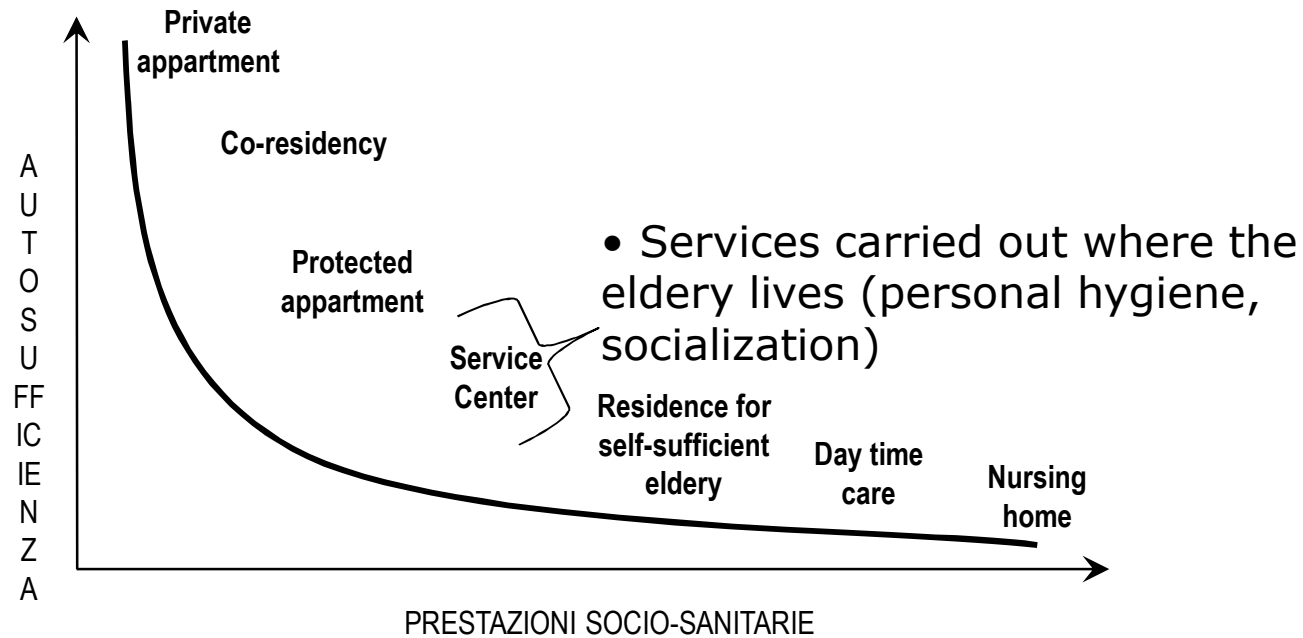 Private
appartment
Co-residency
A
U
T
O
S
U
FF
IC
IE
N
Z
A
Protected
appartment
• Services carried out where the
eldery lives (personal hygiene,
socialization)
Service
Center
Residence for
self-sufficient
eldery
Day time
care
Nursing
home
PRESTAZIONI SOCIO-SANITARIE